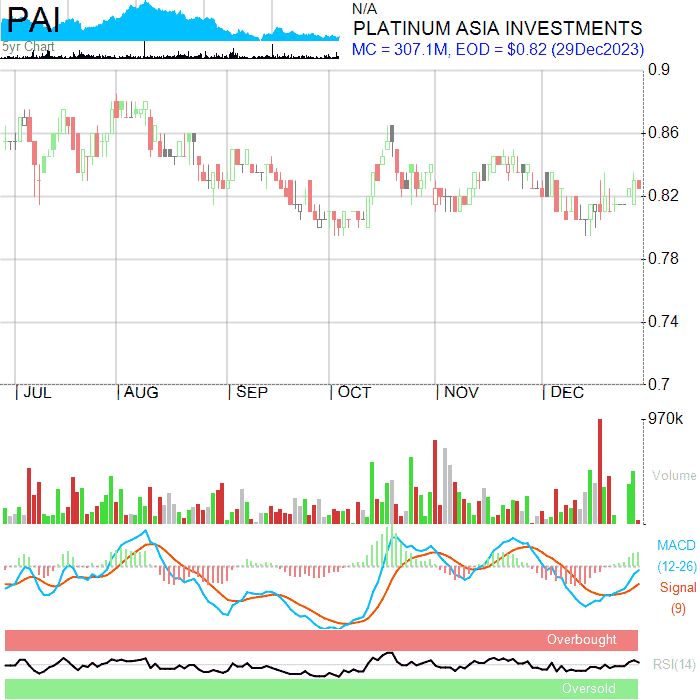 PAI
5yr Chart
N/A
PLATINUM ASIA INVESTMENTS
MC = 307.1M, EOD = $0.82 (29Dec2023)
0.9
0.86
0.82
0.78
0.74
0.7
| JUL | AUG | SEP | OCT | NOV | DEC
970k
Volume
MACD
(12-26)
Signal
(9)
Overbought
RSI(14)
Oversold